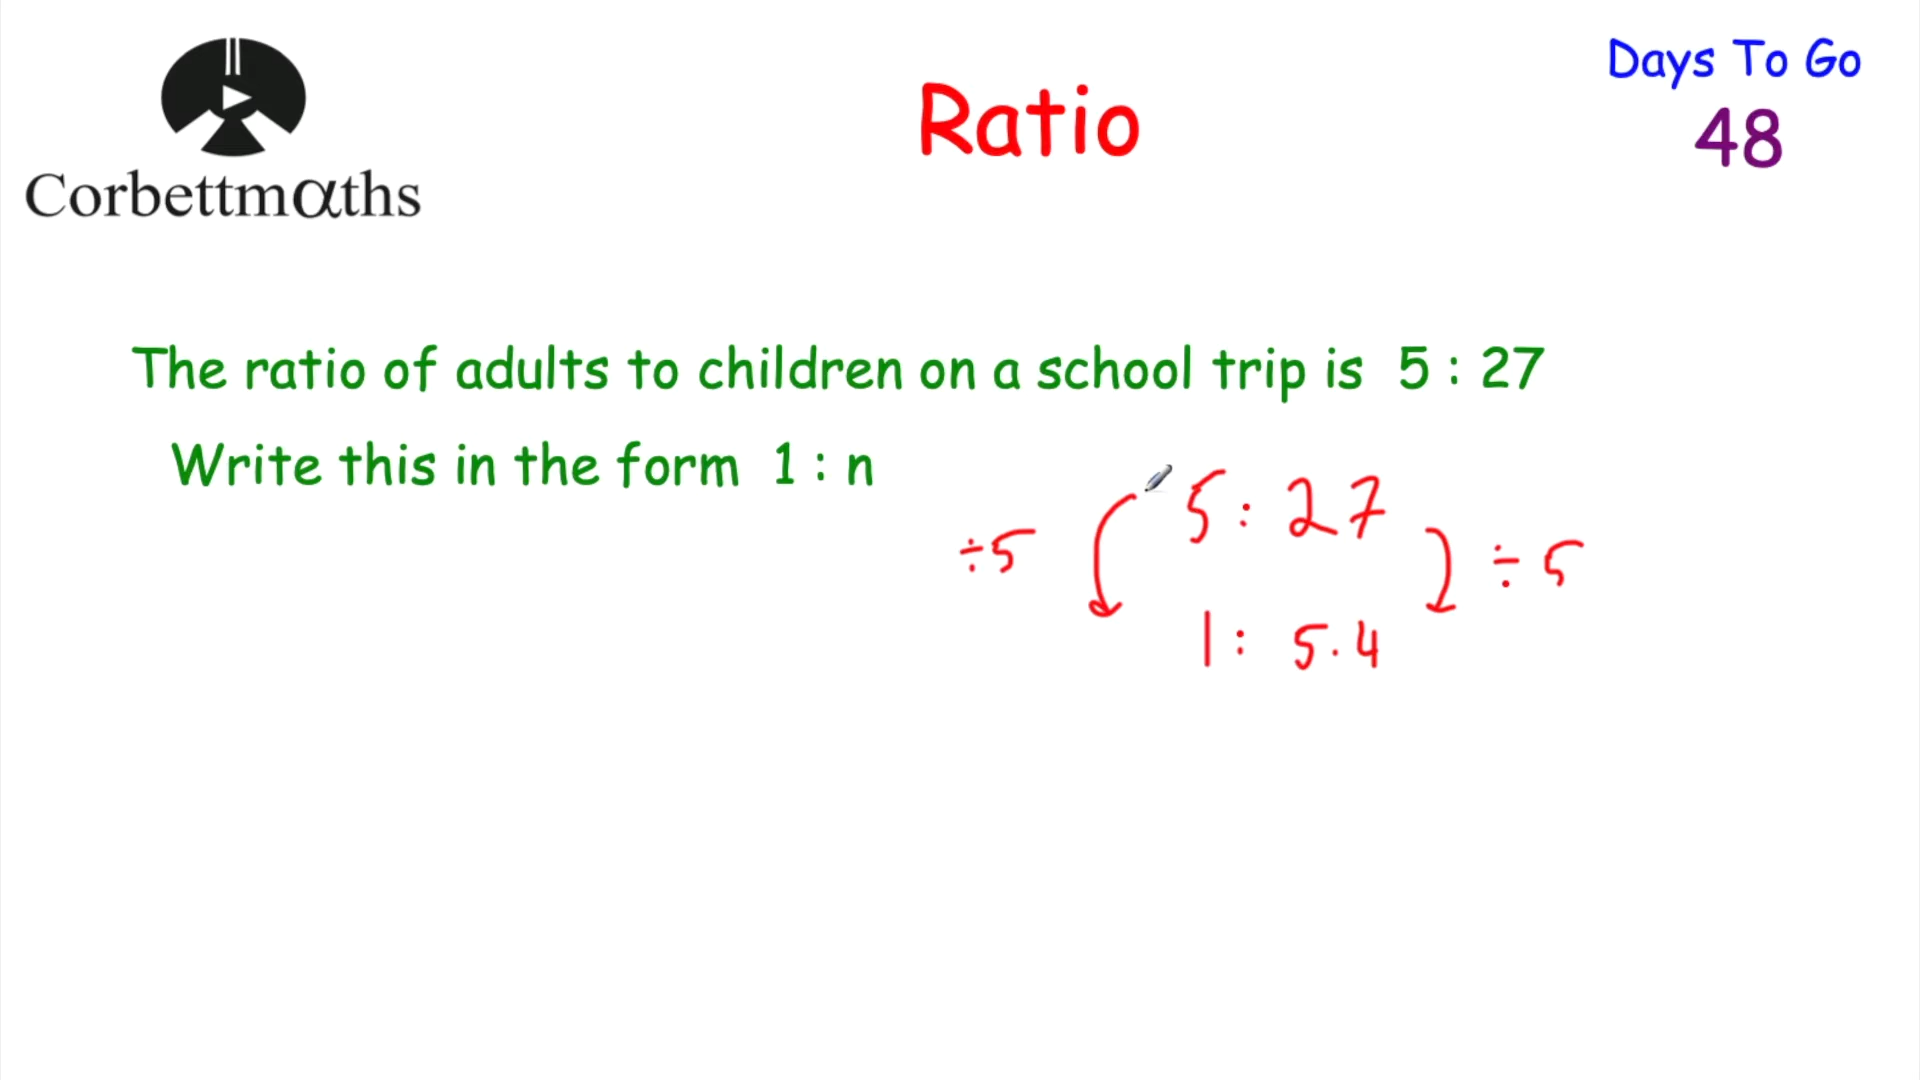 Corbettmαths
Ratio
Days To Go
48
The ratio of adults to children on a school trip is 5 : 27
Write this in the form 1 : n
5 : 27
÷5
÷5
1 : 5.4